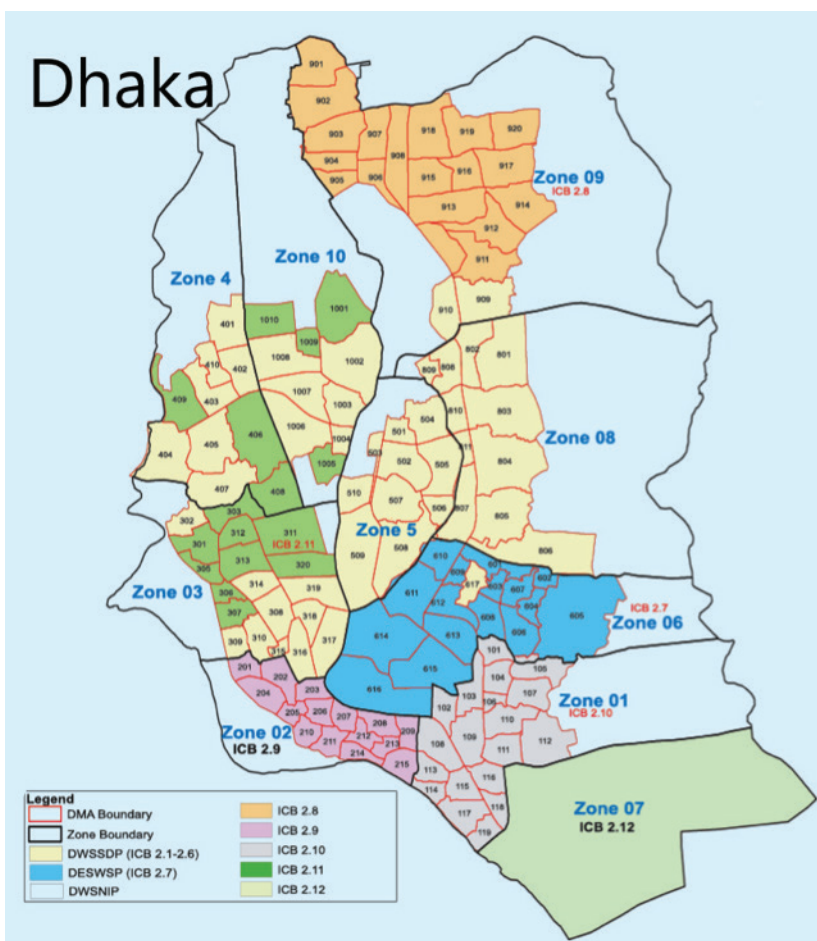 Dhaka
901
902
903 907 908 918 919 920
904 906 915 916 917
905
913 914
912
911
Zone 09
ICB 2.8
910 909
Zone 10
Zone 4
401 1010 1001
1009
410 402 1008 1002
409 403 1007 1003
406 1006 1004
404 405 1005
407 408
809 808 802 801
810 803
804
807 805
806
Zone 08
504
501
503 502 505
510 507 506
Zone 5
509 508
302 303
301 312 311
ICB 2.11
305 313 320
306 314 319
307 308 318
309 310 315 316 317
Zone 03
610
609 617 601 602
611 612 603 607 604 605
614 613 608 606
615
616
ICB 2.7
Zone 06
201 202 203
204 205 206 207 208 209
210 211 212 213
214 215
Zone 02
ICB 2.9
101
104 105
102 103 106 107
108 109 110
111 112
113 114 115 116
117 118
119
Zone 01
ICB 2.10
Zone 07
ICB 2.12
Legend
DMA Boundary
Zone Boundary
DWSSDP (ICB 2.1-2.6)
DESWSP (ICB 2.7)
DWSNIP
ICB 2.8
ICB 2.9
ICB 2.10
ICB 2.11
ICB 2.12